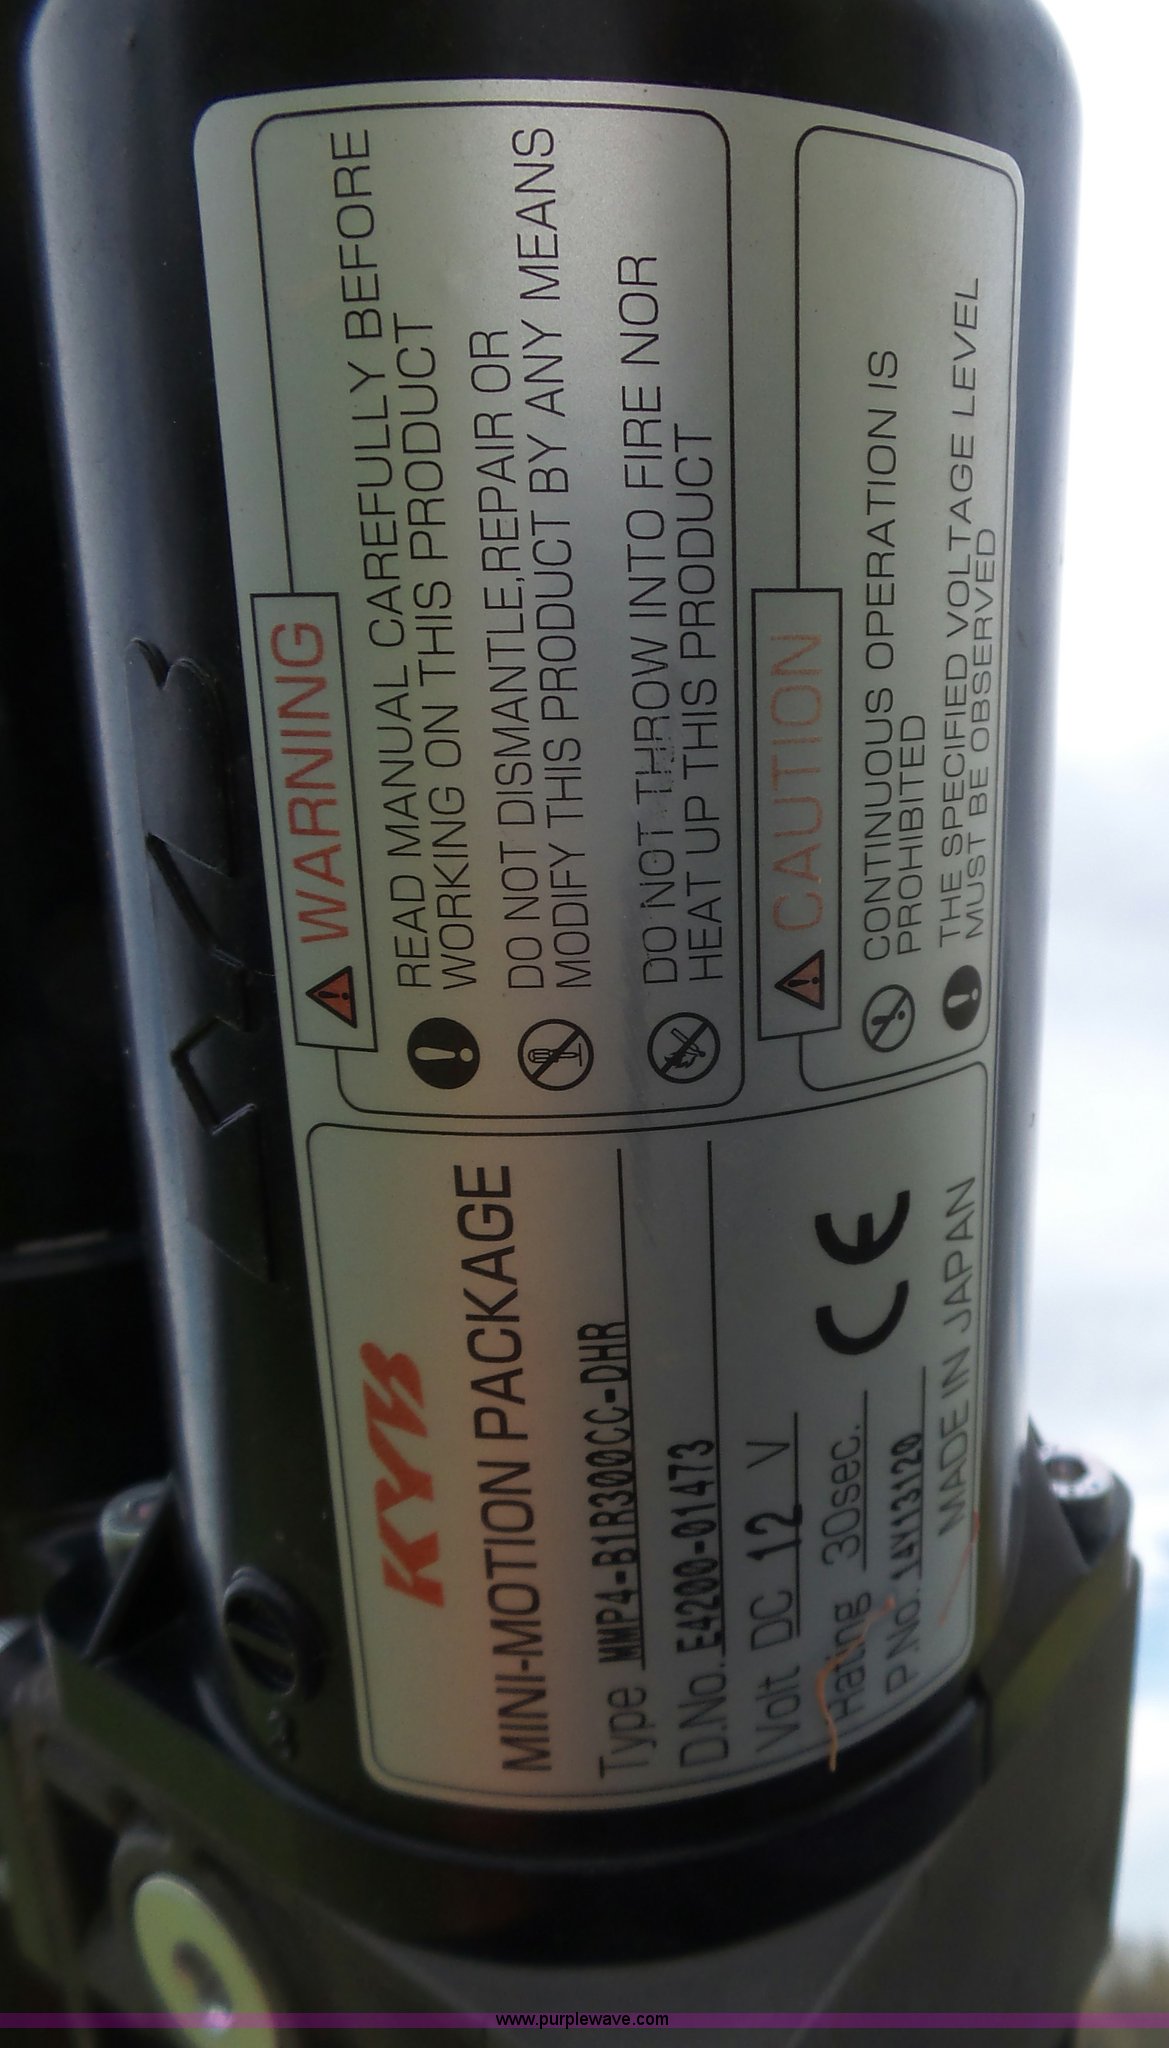 KYB
MINI-MOTION PACKAGE
Type MMP4-B1R300CC-DHR
D.No. E4200-01473
Volt DC 12 V
Rating 30sec.
P.No. 14Y13120
MADE IN JAPAN
CE
WARNING
READ MANUAL CAREFULLY BEFORE
WORKING ON THIS PRODUCT
DO NOT DISMANTLE,REPAIR OR
MODIFY THIS PRODUCT BY ANY MEANS
DO NOT THROW INTO FIRE NOR
HEAT UP THIS PRODUCT
CAUTION
CONTINUOUS OPERATION IS
PROHIBITED
THE SPECIFIED VOLTAGE LEVEL
MUST BE OBSERVED
KYB
www.purplewave.com